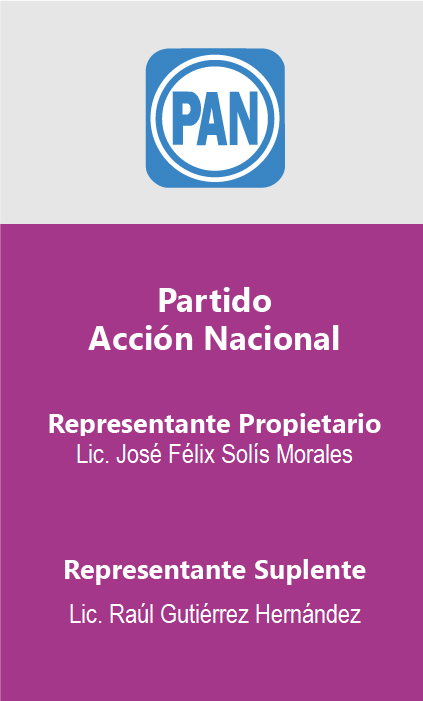 PAN
Partido
Acción Nacional
Representante Propietario
Lic. José Félix Solís Morales
Representante Suplente
Lic. Raúl Gutiérrez Hernández